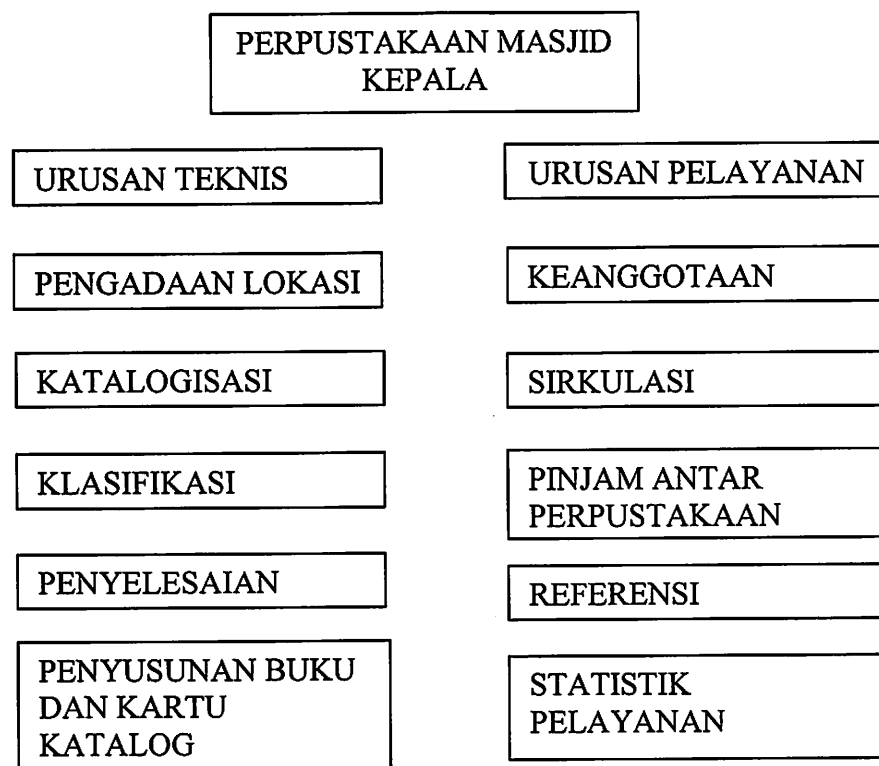 PERPUSTAKAAN MASJID
KEPALA
URUSAN TEKNIS
PENGADAAN LOKASI
KATALOGISASI
KLASIFIKASI
PENYELESAIAN
PENYUSUNAN BUKU
DAN KARTU
KATALOG
URUSAN PELAYANAN
KEANGGOTAAN
SIRKULASI
PINJAM ANTAR
PERPUSTAKAAN
REFERENSI
STATISTIK
PELAYANAN